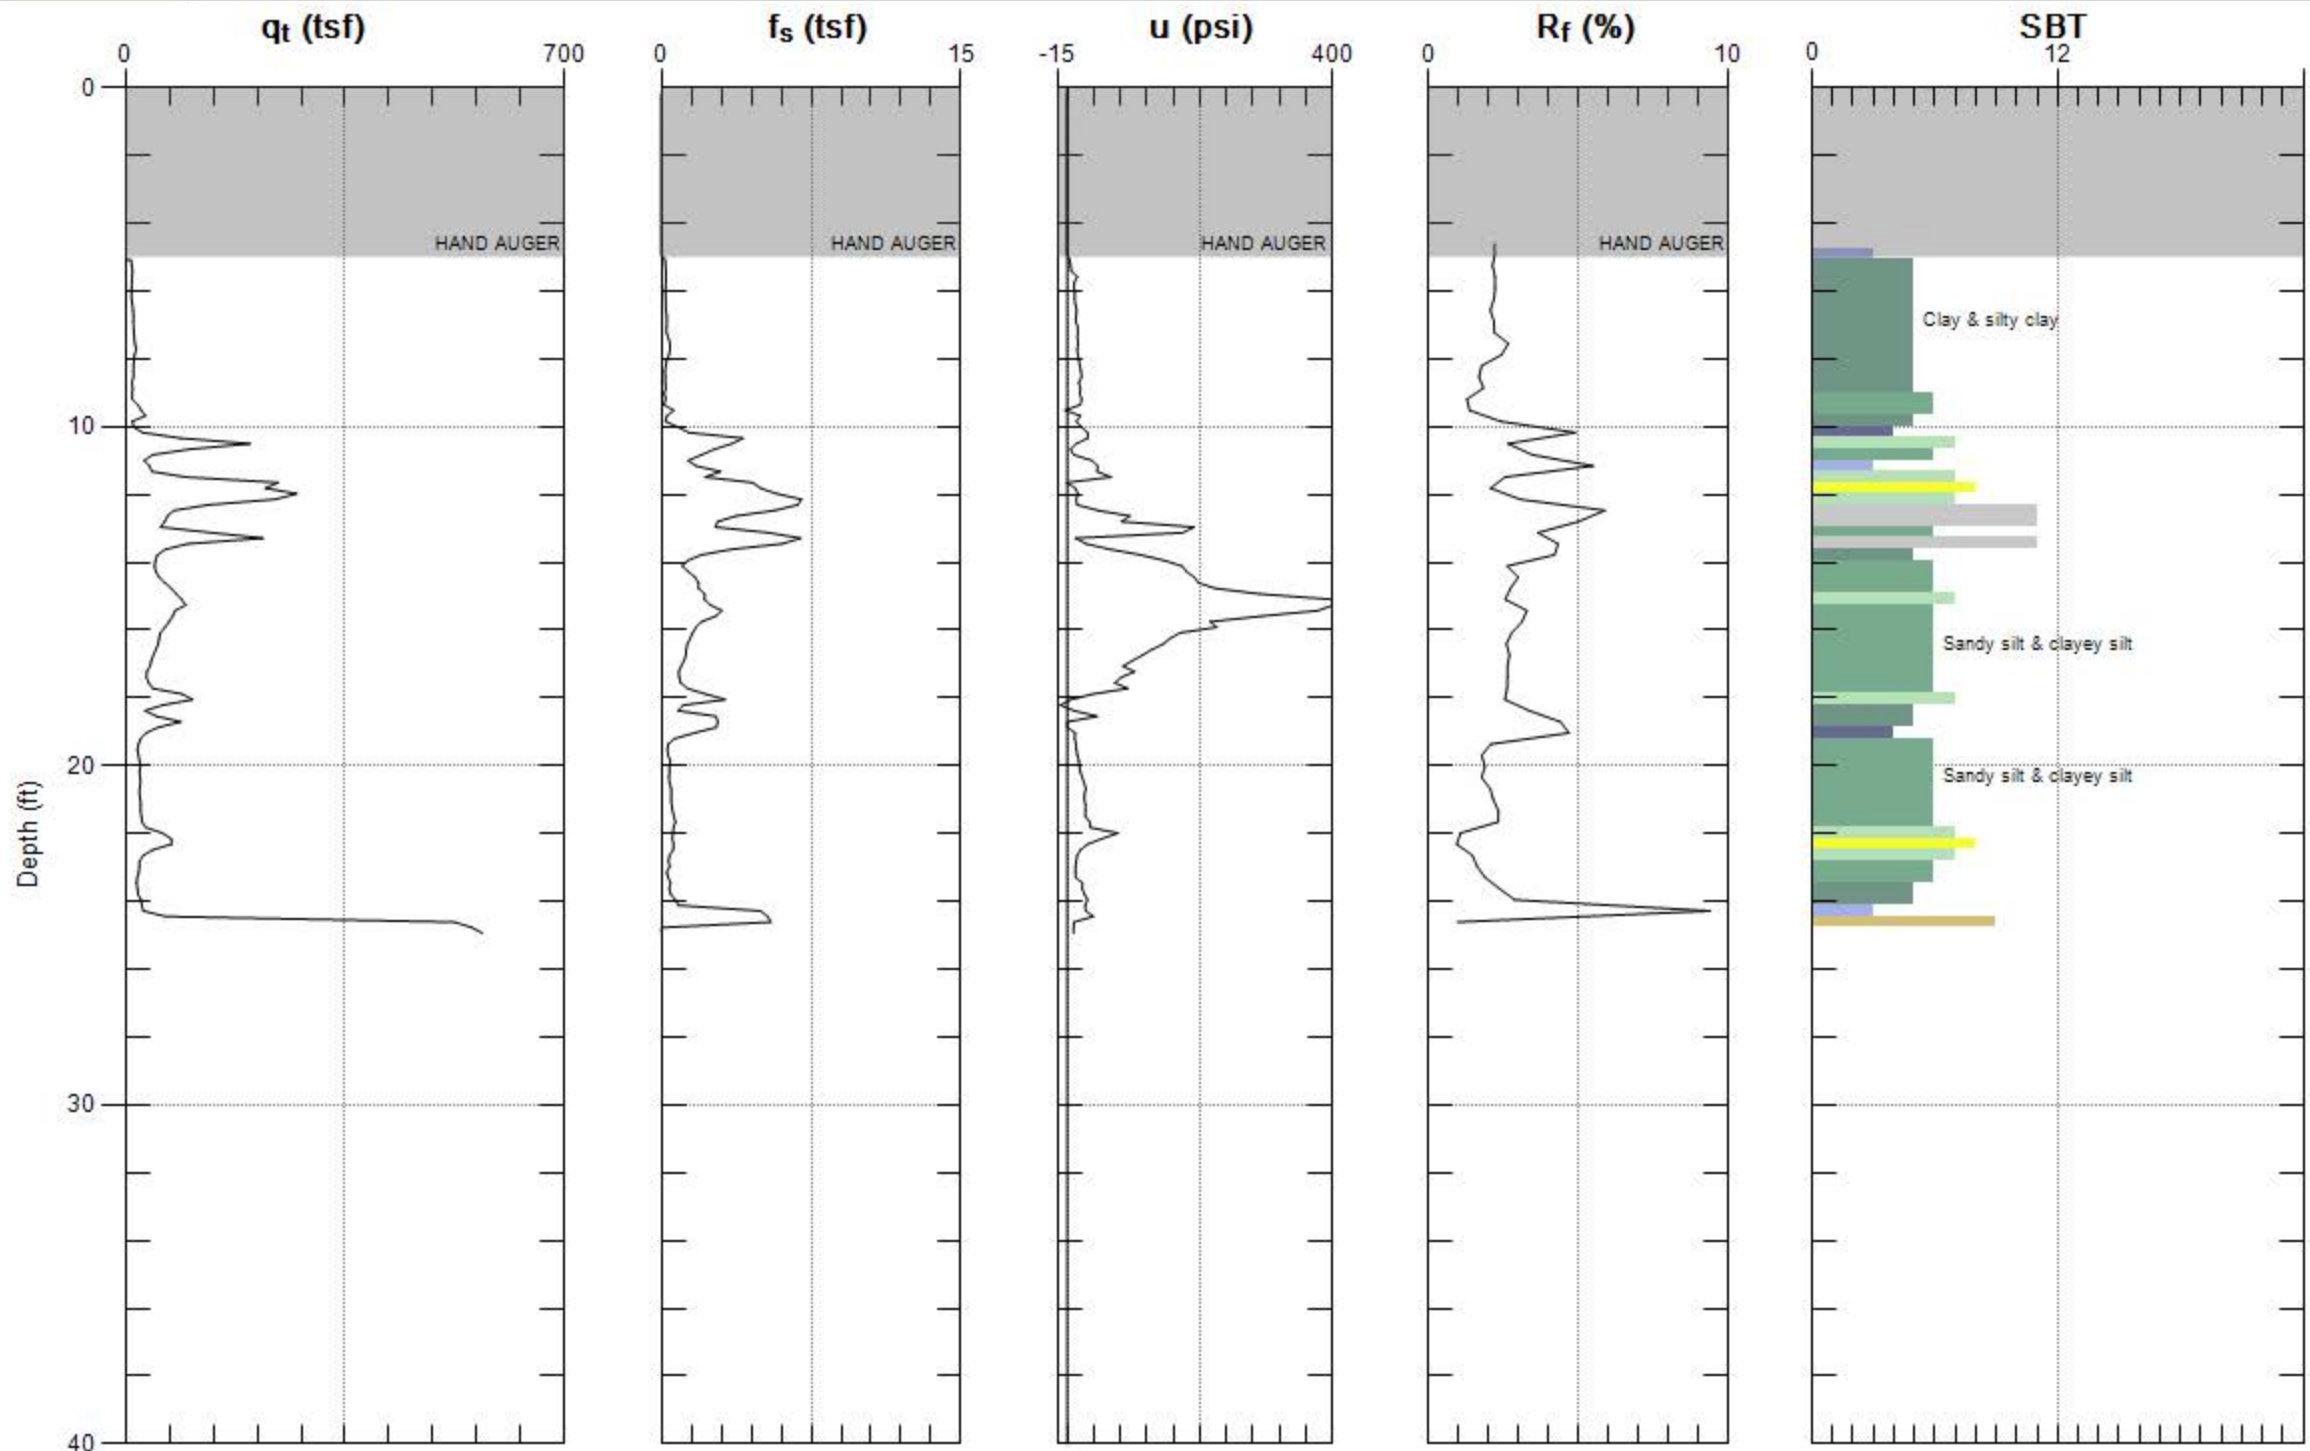 qt (tsf) fs (tsf) u (psi) Rf (%) SBT
0 700 0 15 -15 400 0 10 0 12
0
HAND AUGER HAND AUGER HAND AUGER HAND AUGER
Clay & silty clay
10
Sandy silt & clayey silt
20
Sandy silt & clayey silt
Depth (ft)
30
40